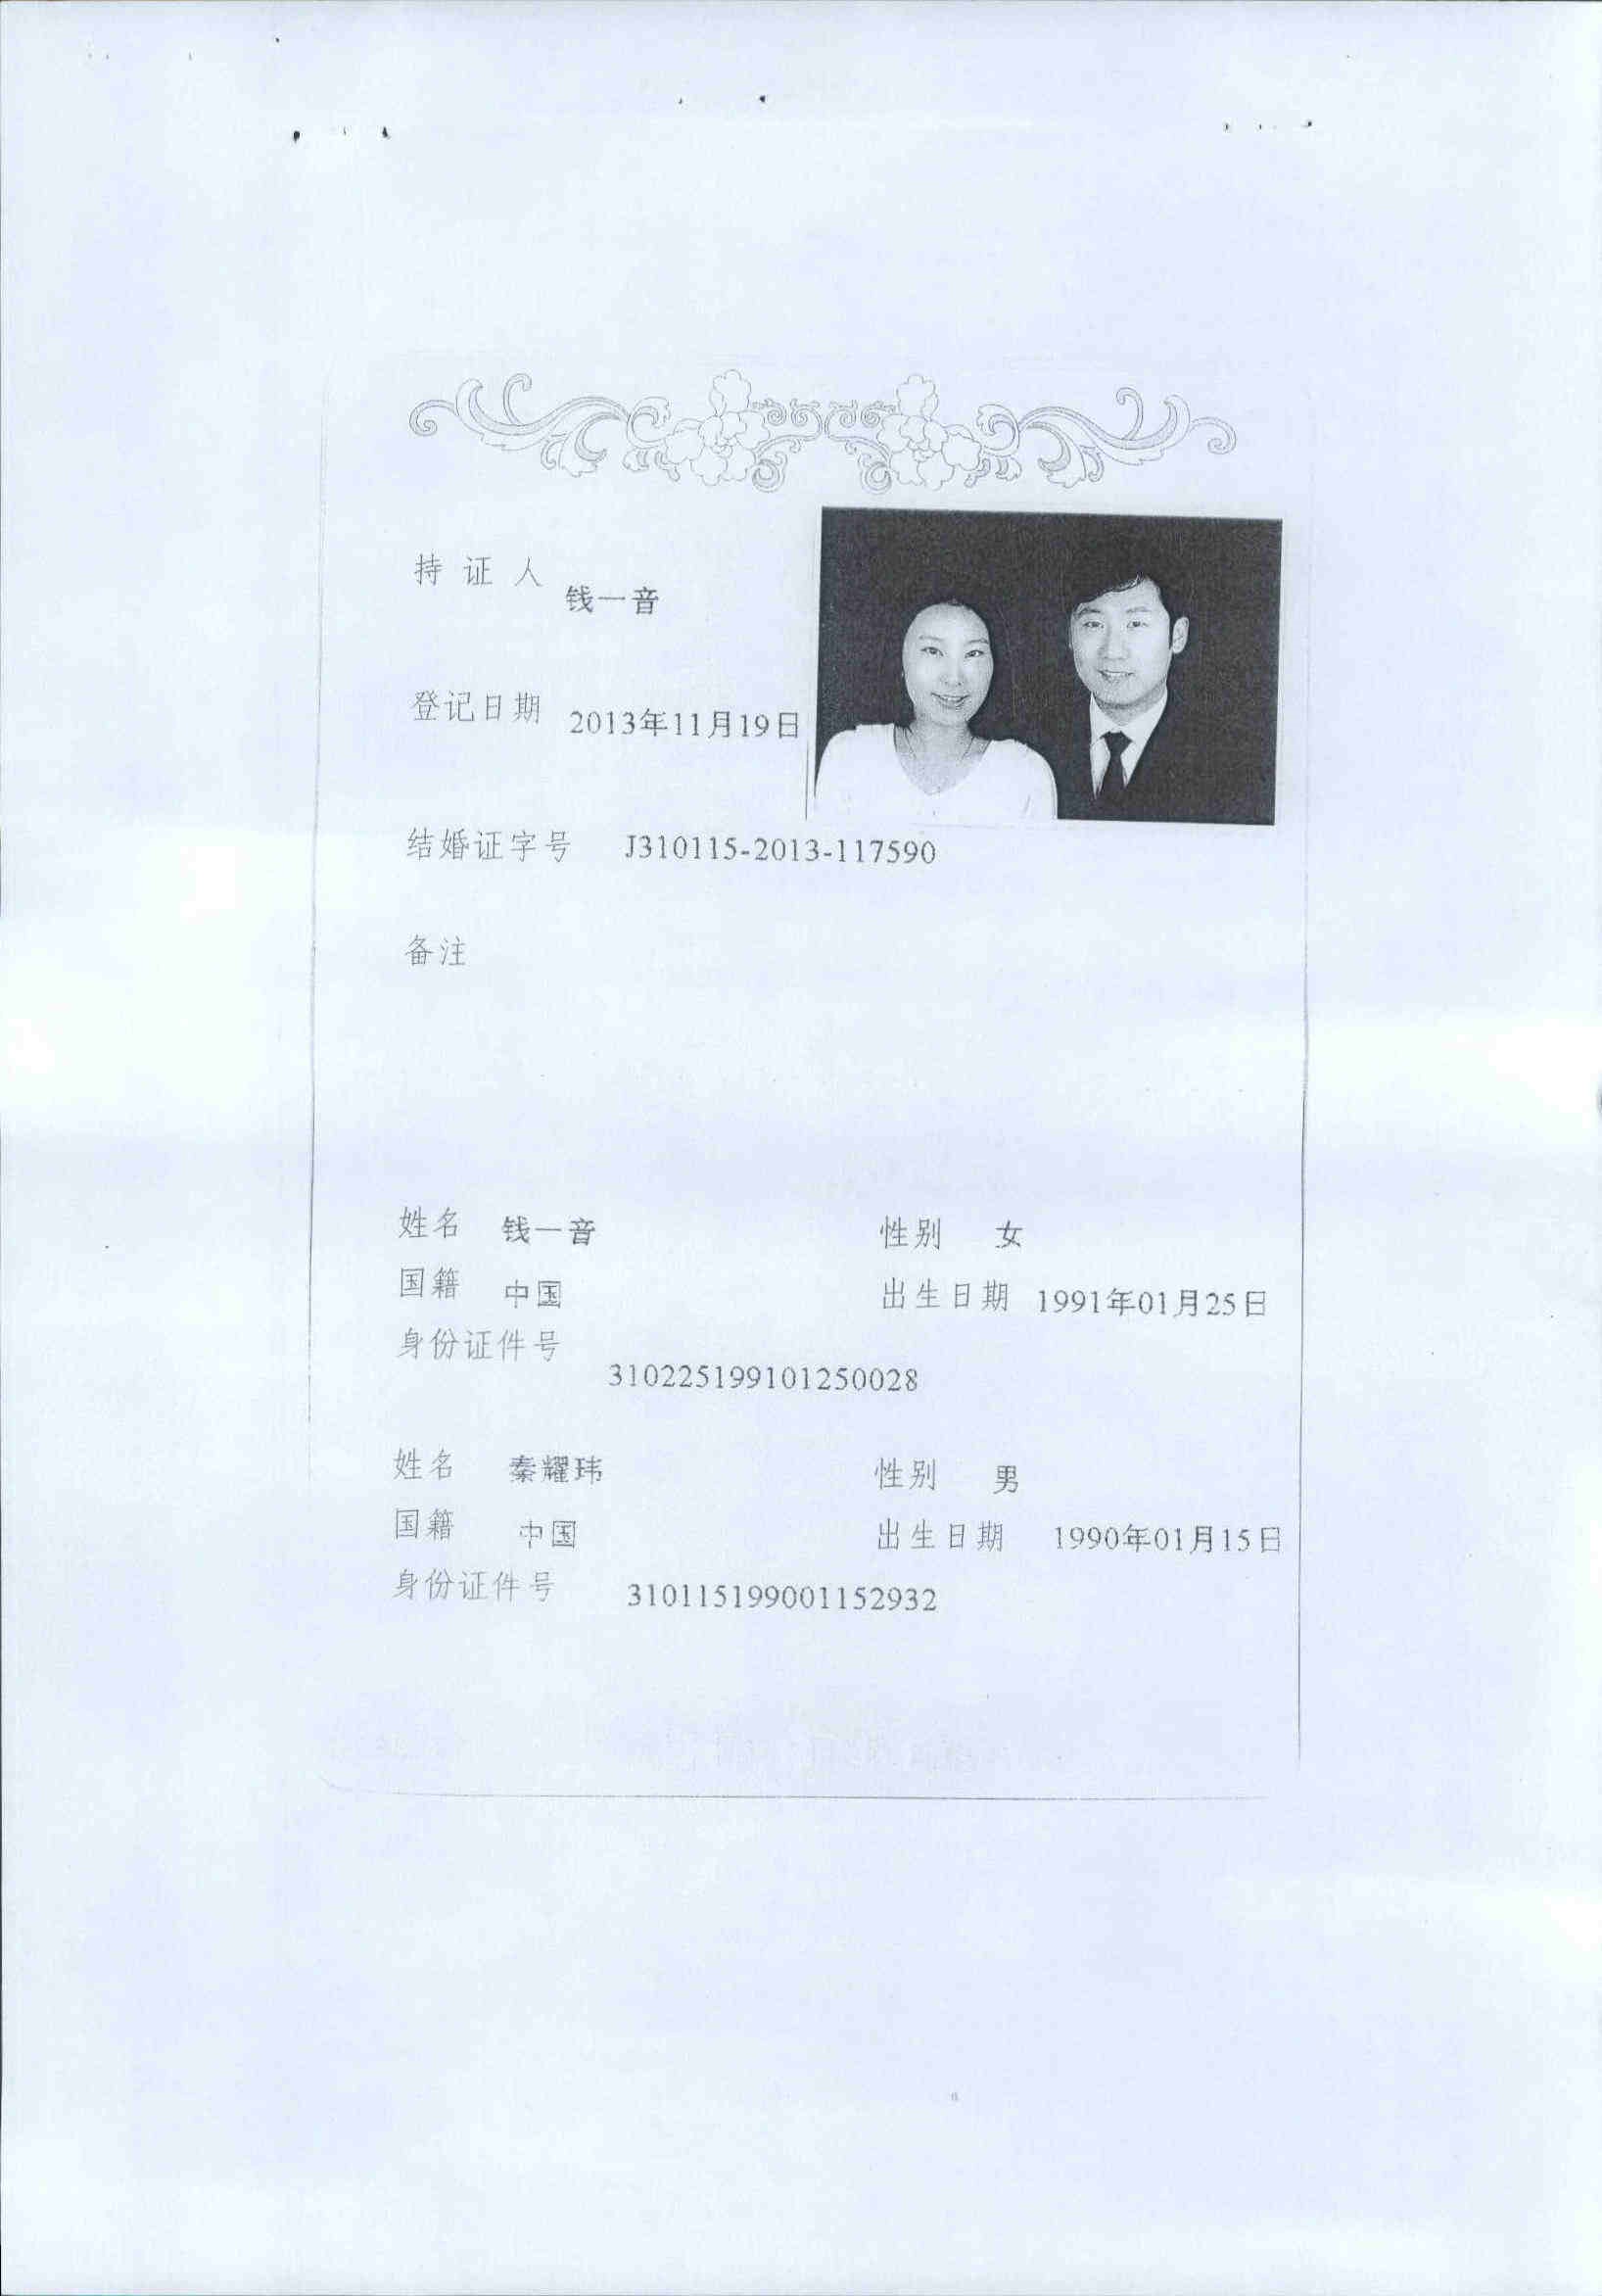 持证人 钱一音
登记日期 2013年11月19日
结婚证字号 J310115-2013-117590
备注
姓名 钱一音 性别 女
国籍 中国 出生日期 1991年01月25日
身份证件号 310225199101250028
姓名 秦耀玮 性别 男
国籍 中国 出生日期 1990年01月15日
身份证件号 310115199001152932